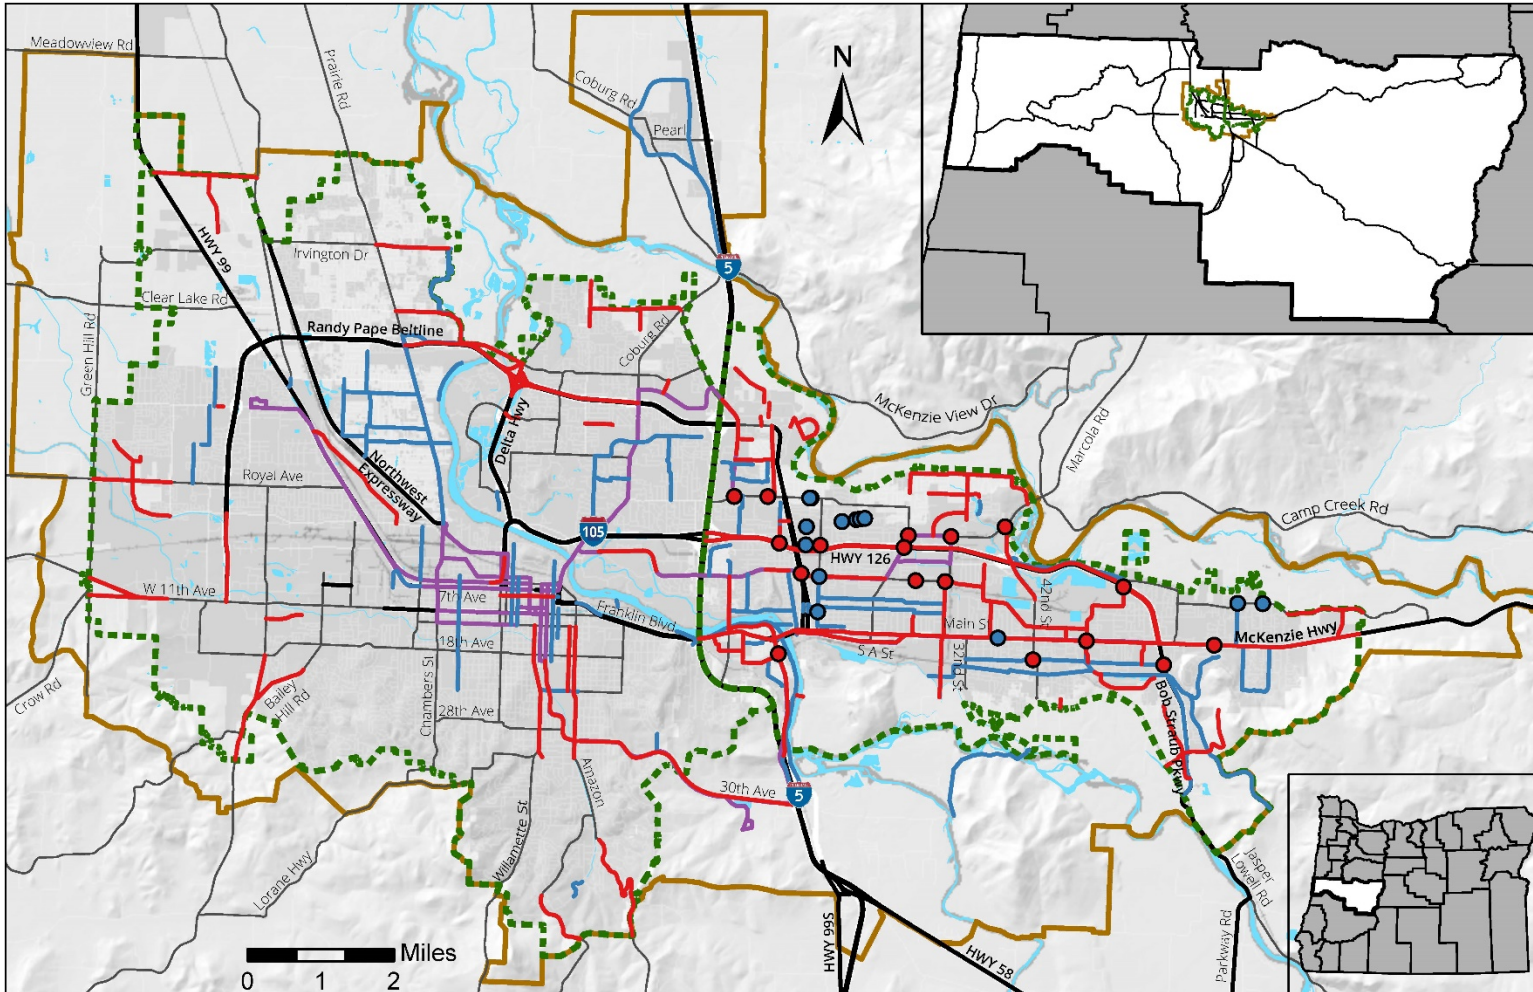 Meadowview Rd
Prairie Rd
Coburg Rd
Pearl
N
HWY 99
Irvington Dr
5
Clear Lake Rd
Green Hill Rd
Randy Pape Beltline
Coburg Rd
McKenzie View Dr
Marcola Rd
Delta Hwy
Northwest
Expressway
Royal Ave
Camp Creek Rd
105
HWY 126
W 11th Ave
7th Ave
Franklin Blvd
42nd St
Main St
McKenzie Hwy
18th Ave
S A St
32nd St
Crow Rd
Bailey
Hill Rd
Chambers St
28th Ave
Bob Straub Pkwy
30th Ave
5
Amazon
Willamette St
Lorane Hwy
Jasper
Lowell Rd
Parkway Rd
HWY 99S
HWY 58
Miles
0 1 2